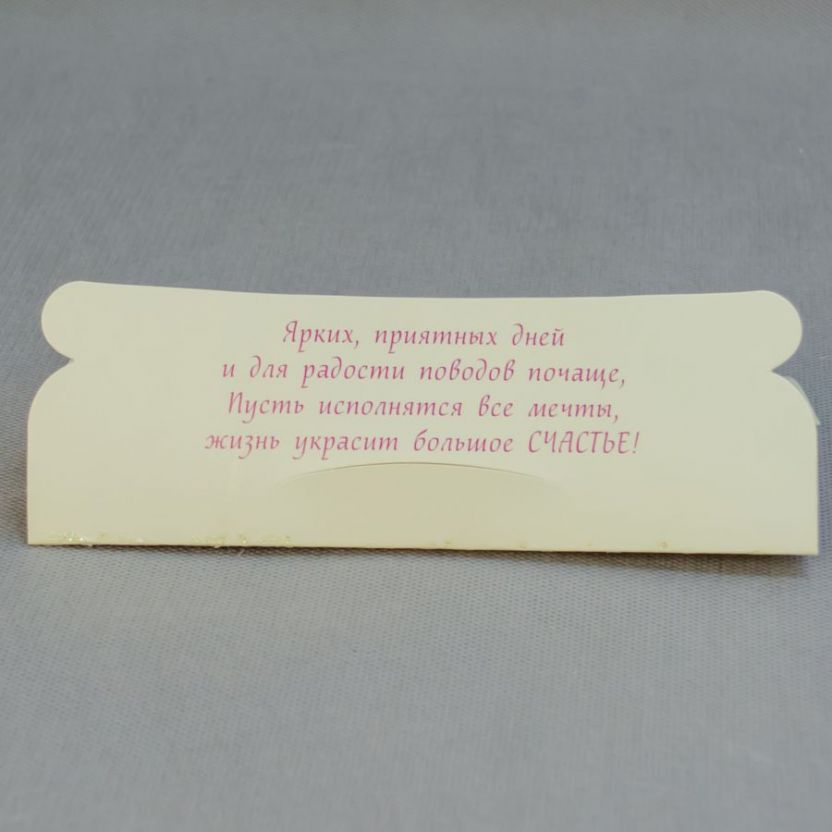 Ярких, приятных дней
и для радости поводов почаще,
Пусть исполнятся все мечты,
жизнь украсит большое СЧАСТЬЕ!